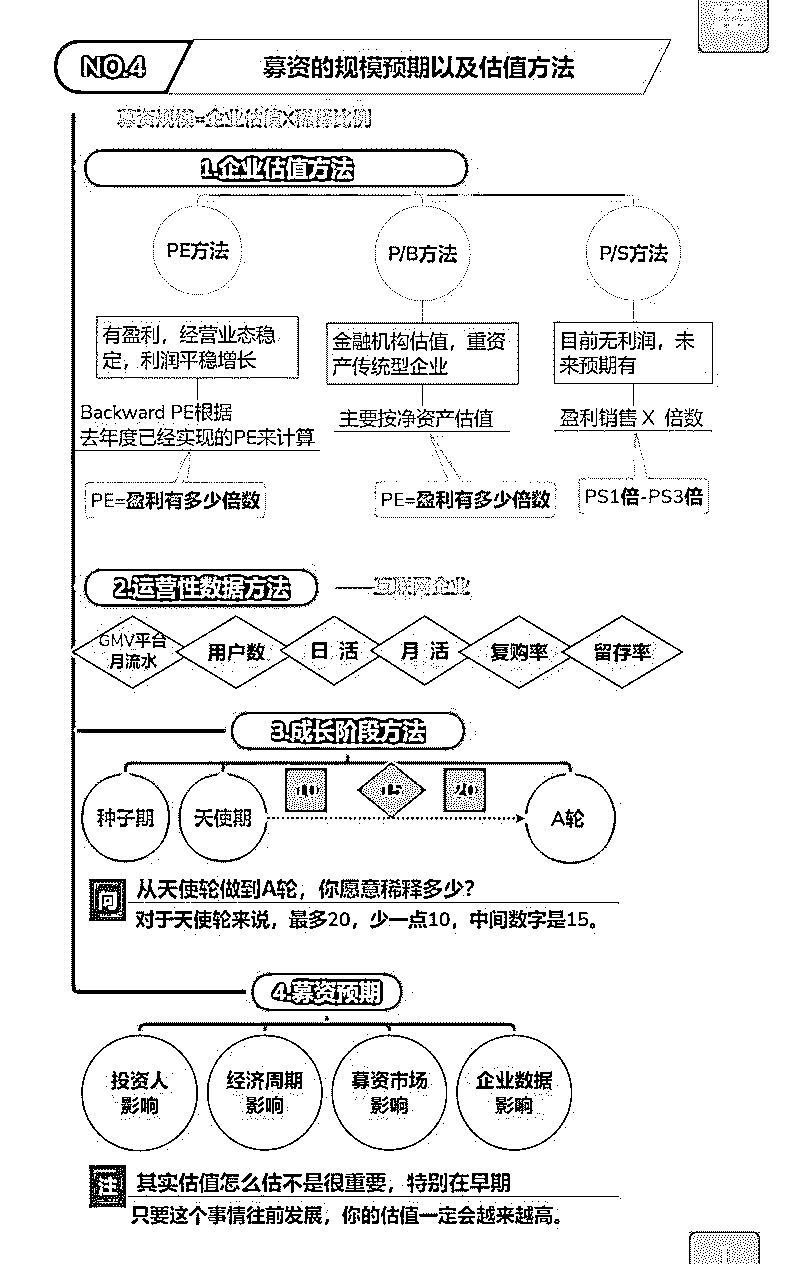 NO.4
募资的规模预期以及估值方法
募资规模=企业估值×稀释比例
1.企业估值方法
PE方法
P/B方法
P/S方法
有盈利，经营业态稳
定，利润平稳增长
金融机构估值，重资
产传统型企业
目前无利润，未
来预期有
Backward PE根据
去年度已经实现的PE来计算
主要按净资产估值
盈利销售 X 倍数
PE=盈利有多少倍数
PE=盈利有多少倍数
PS1倍-PS3倍
2.运营性数据方法
——互联网企业
GMV平台
月流水
用户数
日 活
月 活
复购率
留存率
3.成长阶段方法
种子期
天使期
10
15
20
A轮
问
从天使轮做到A轮，你愿意稀释多少？
对于天使轮来说，最多20，少一点10，中间数字是15。
4.募资预期
投资人
影响
经济周期
影响
募资市场
影响
企业数据
影响
注
其实估值怎么估不是很重要，特别在早期
只要这个事情往前发展，你的估值一定会越来越高。